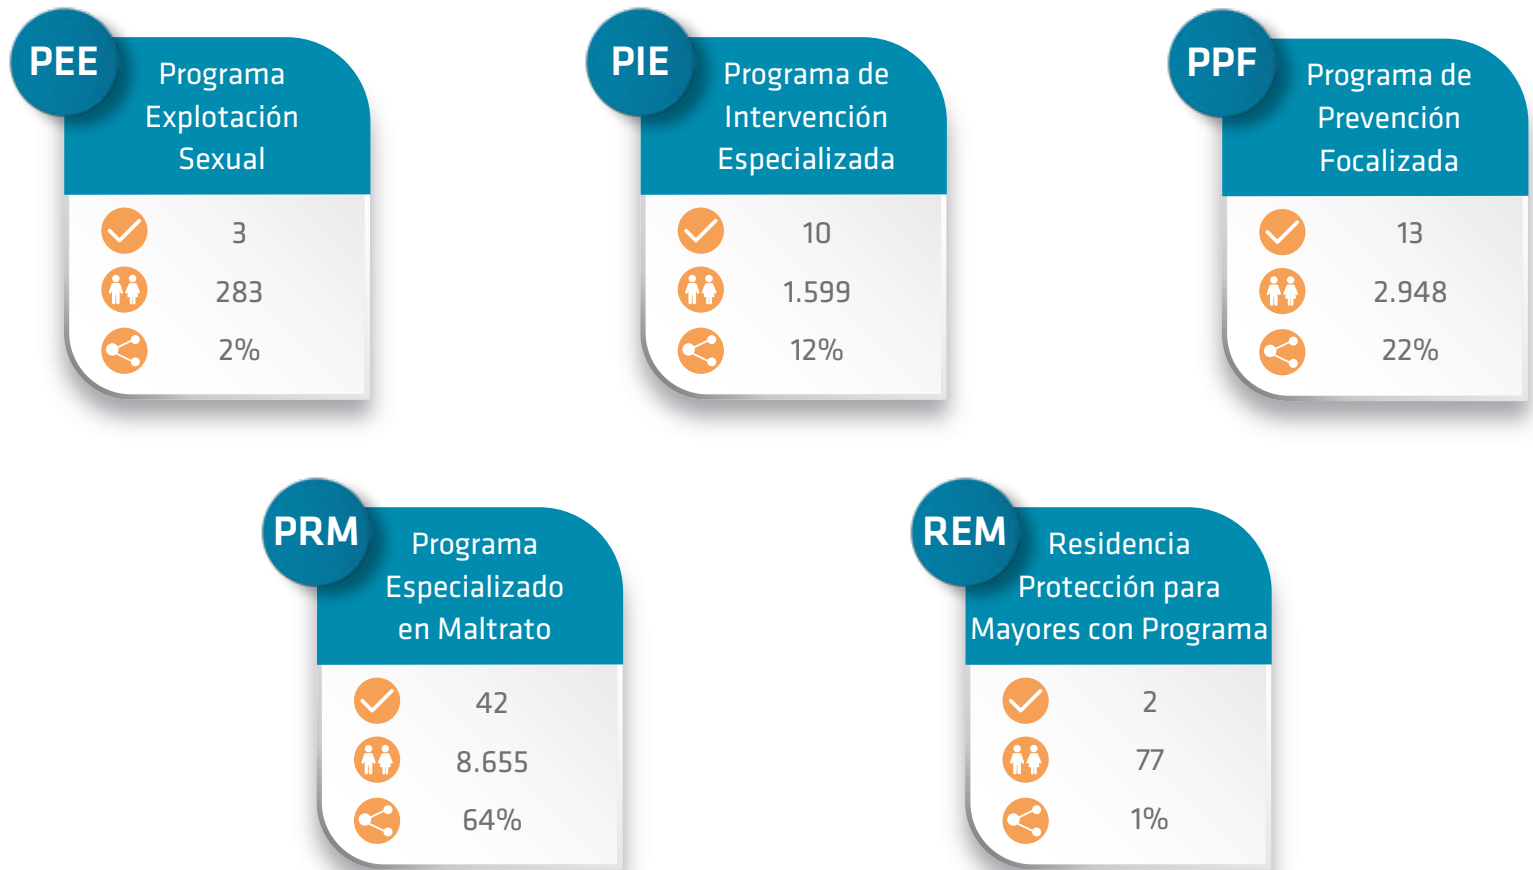 PEE
Programa
Explotación
Sexual
3
283
2%
PIE
Programa de
Intervención
Especializada
10
1.599
12%
PPF
Programa de
Prevención
Focalizada
13
2.948
22%
PRM
Programa
Especializado
en Maltrato
42
8.655
64%
REM
Residencia
Protección para
Mayores con Programa
2
77
1%